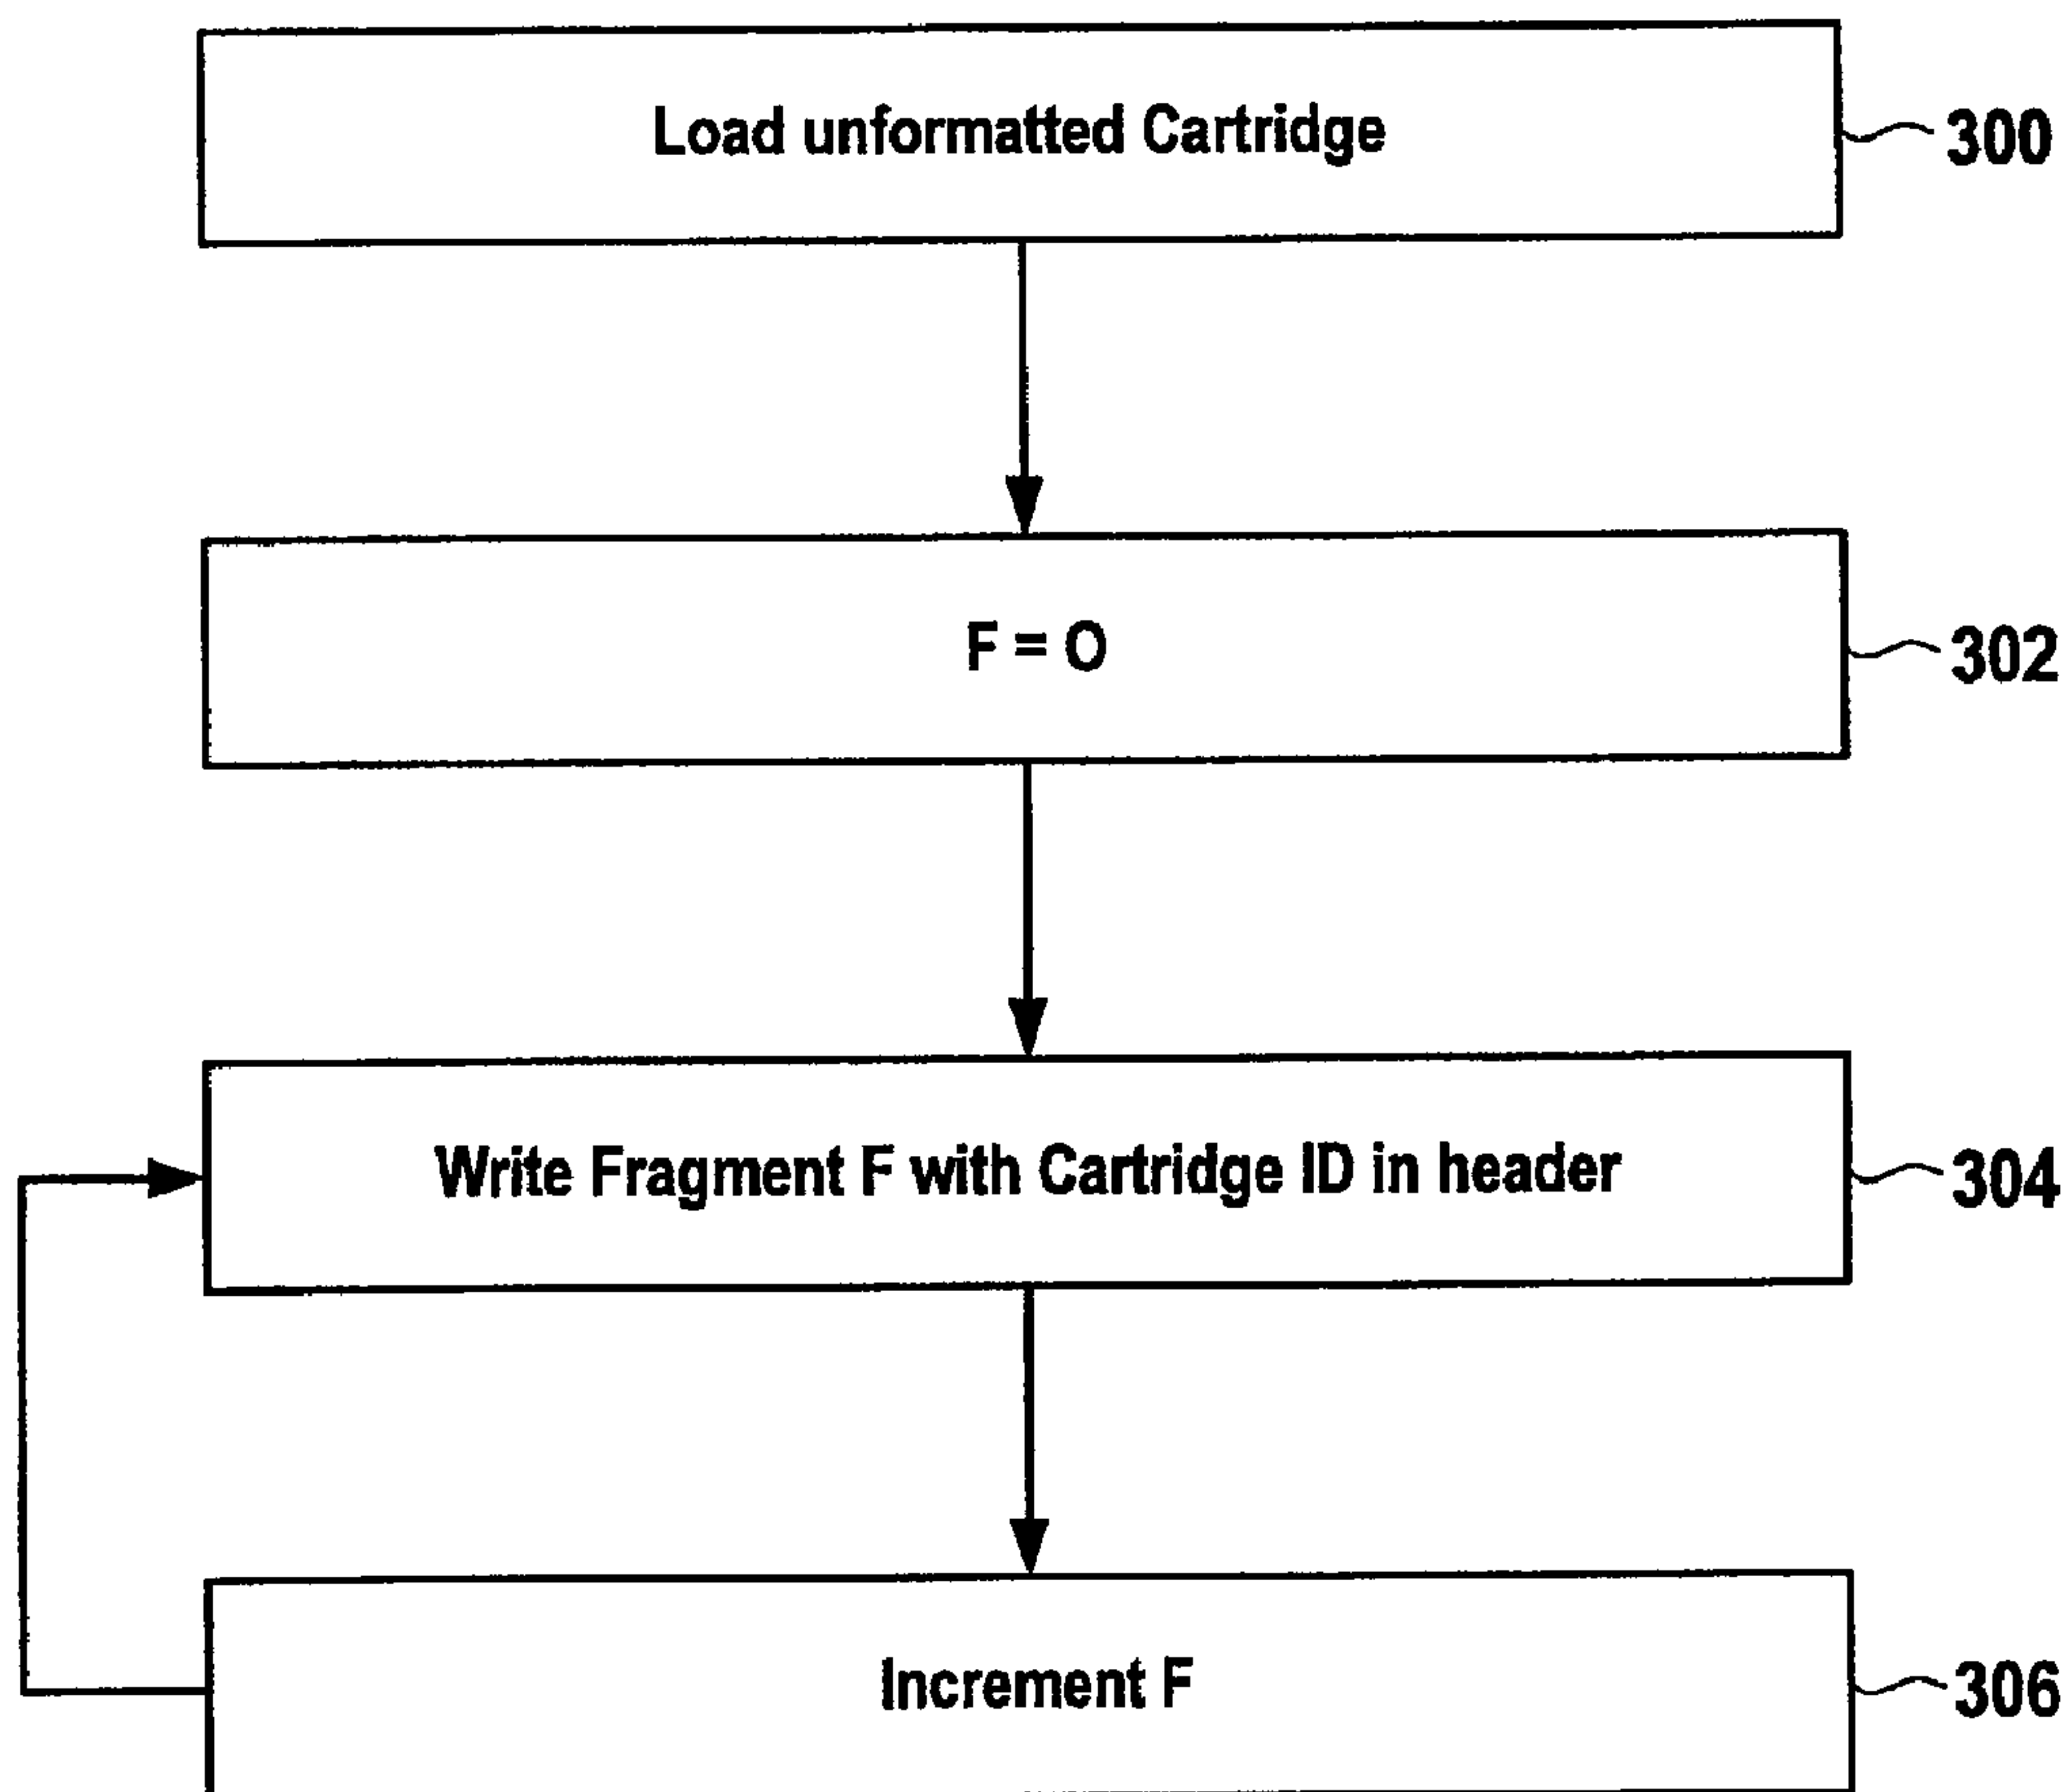 Load unformatted Cartridge
300
F = O
302
Write Fragment F with Cartridge ID in header
304
Increment F
306